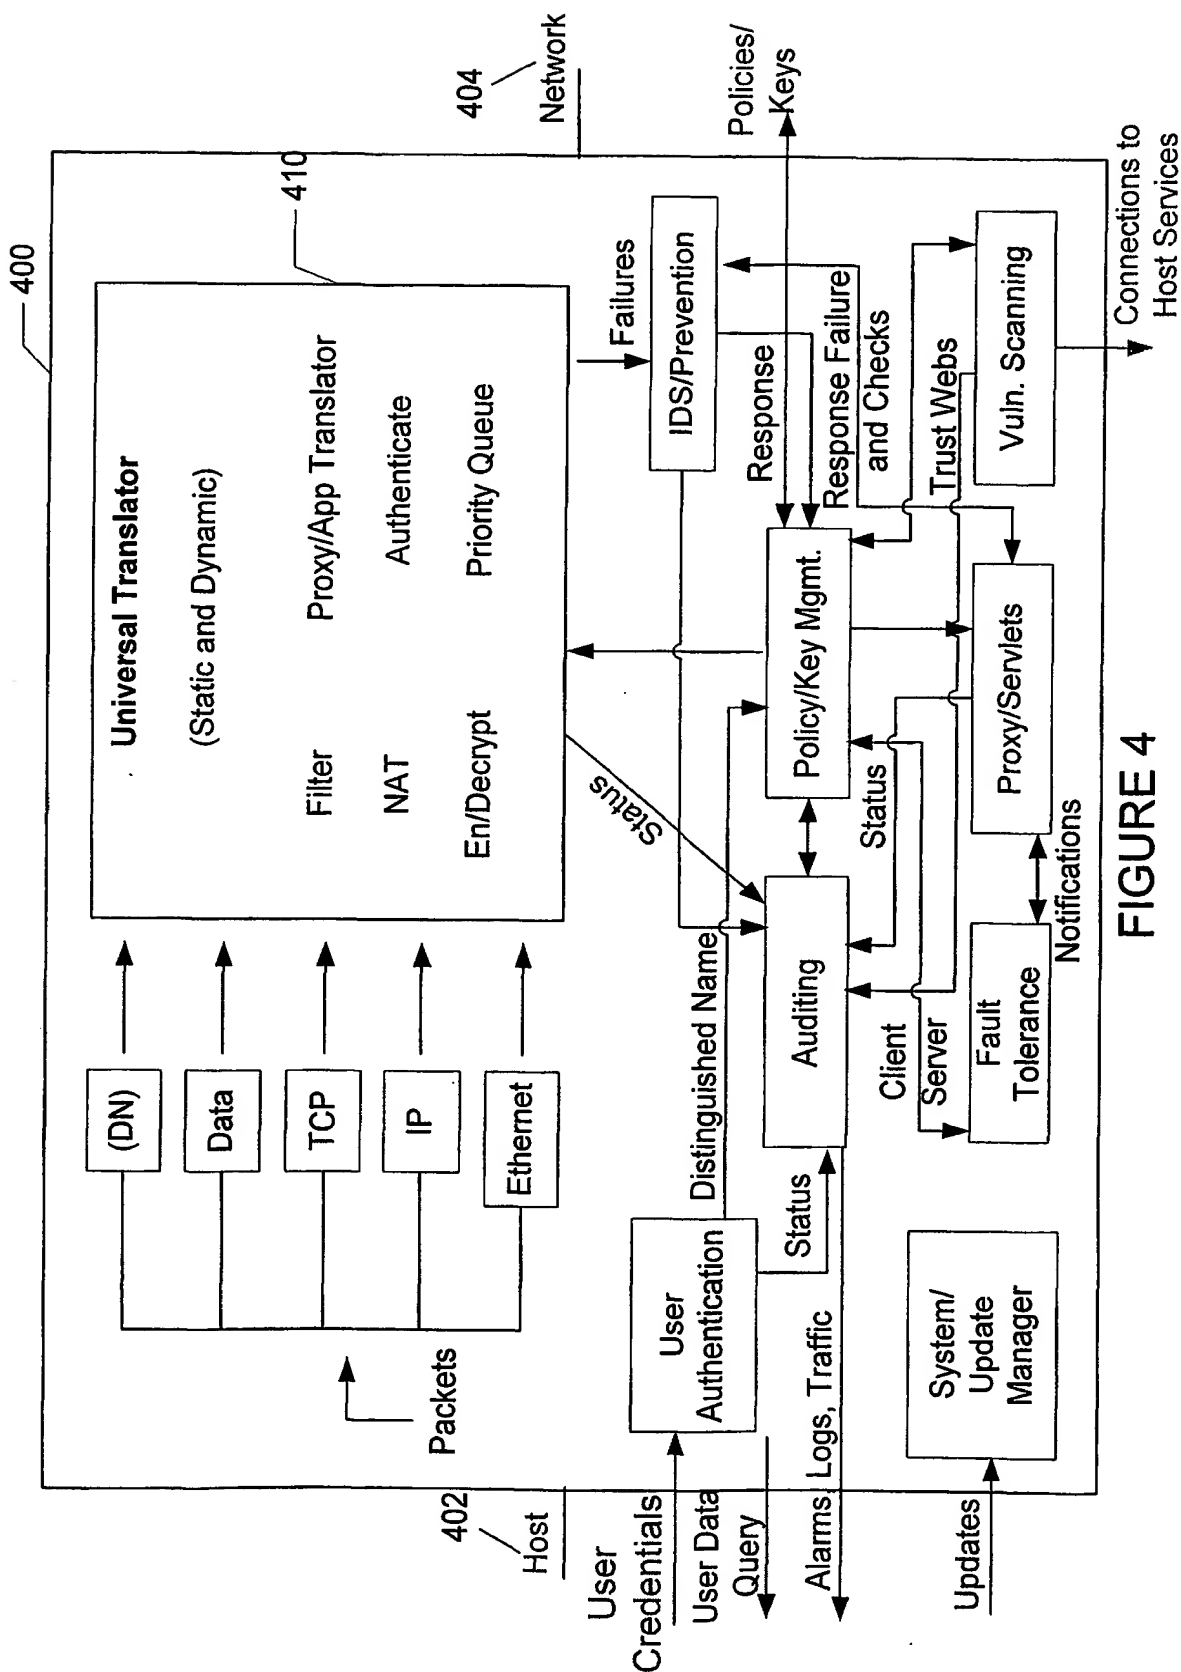 400
404
Network
402
Host
410
Universal Translator
(Static and Dynamic)
Filter
Proxy/App Translator
NAT
Authenticate
En/Decrypt
Priority Queue
(DN)
Data
TCP
IP
Ethernet
Packets
Failures
Status
IDS/Prevention
User
Credentials
User
Authentication
Distinguished Name
User Data
Query
Status
Response
Policies/
Keys
Auditing
Policy/Key Mgmt.
Alarms, Logs, Traffic
Response Failure
and Checks
Client
Server
Status
Trust Webs
Updates
System/
Update
Manager
Fault
Tolerance
Notifications
Proxy/Servlets
Vuln. Scanning
Connections to
Host Services
FIGURE 4